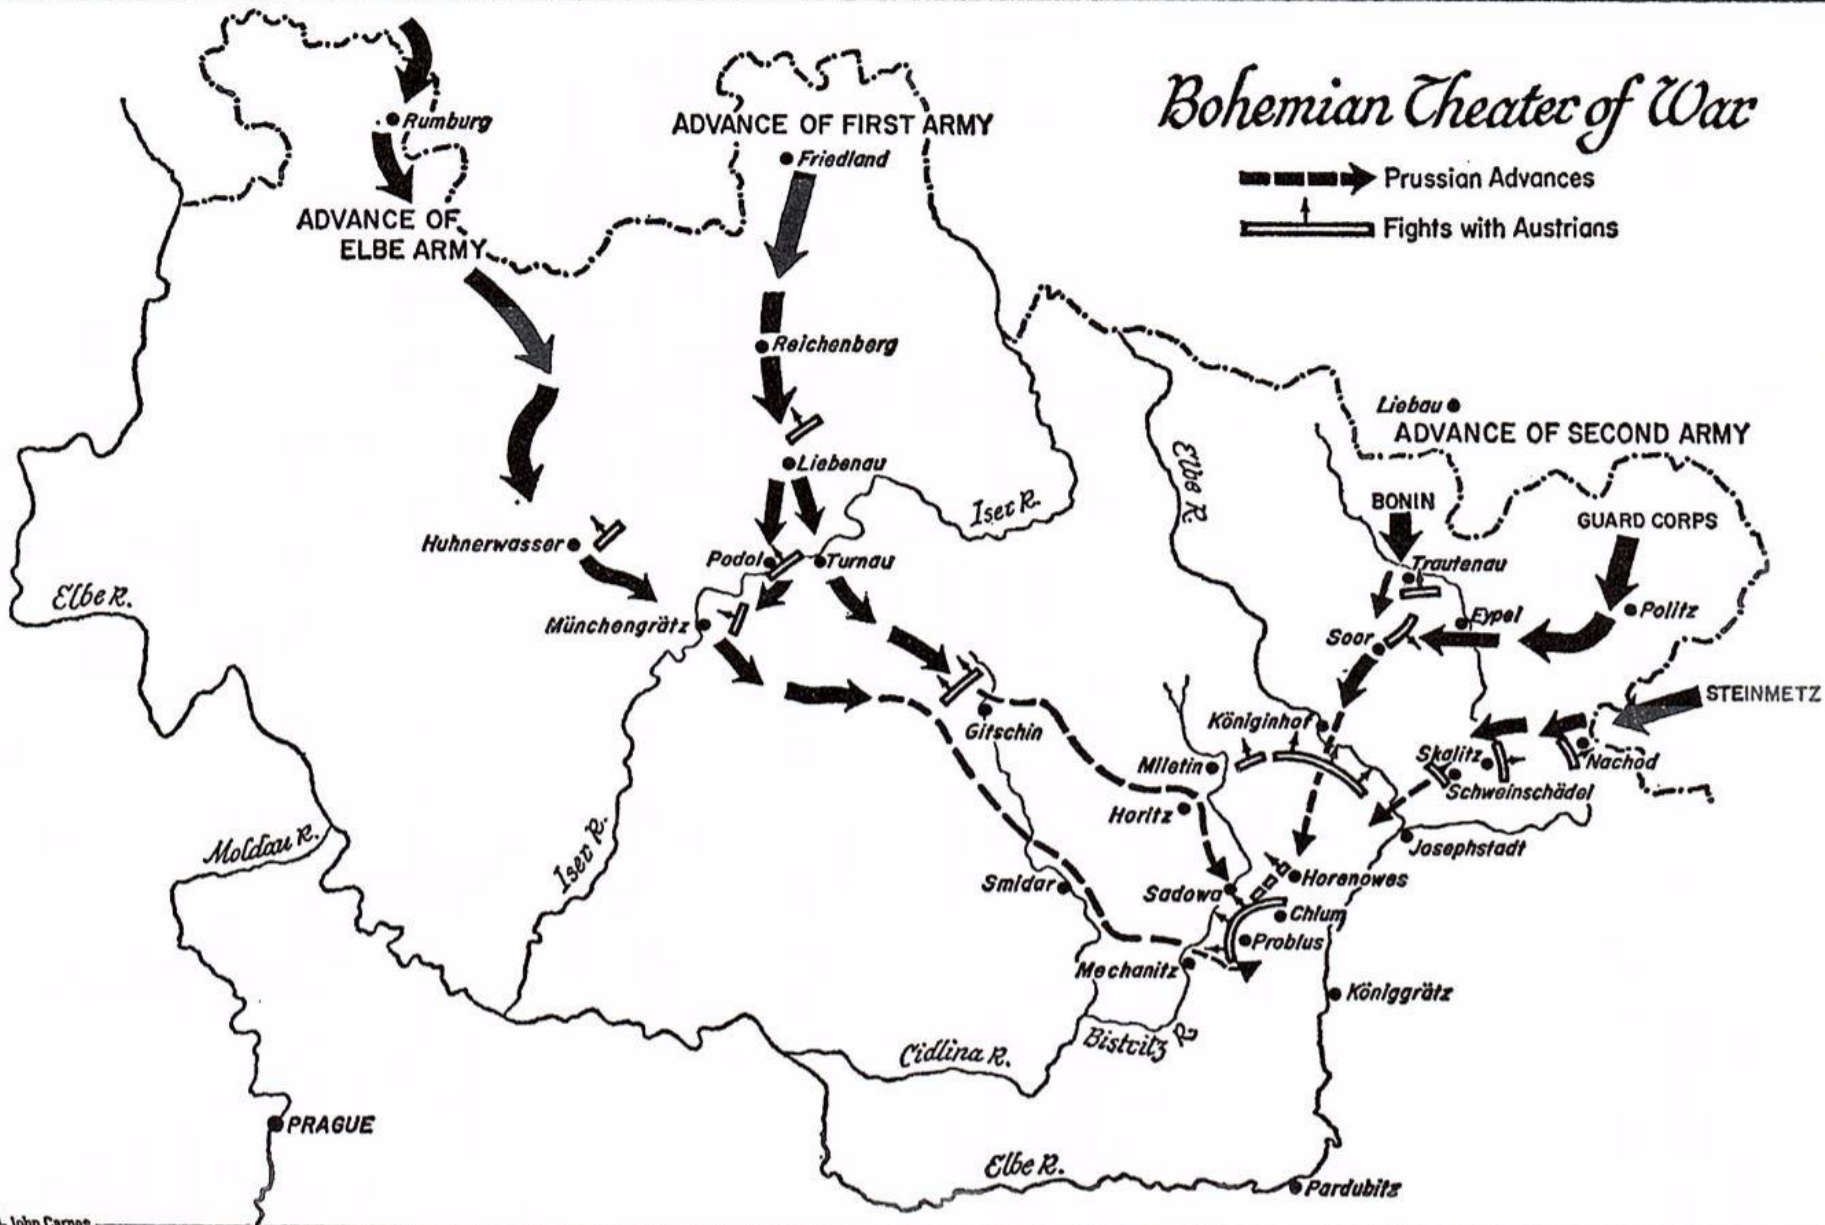 Bohemian Theater of War
Prussian Advances
Fights with Austrians
Rumburg
ADVANCE OF
ELBE ARMY
ADVANCE OF FIRST ARMY
Friedland
Reichenberg
Liebenau
Iser R.
Huhnerwasser
Podol
Turnau
Münchengrätz
Elbe R.
Elbe R.
Liebau
ADVANCE OF SECOND ARMY
BONIN
GUARD CORPS
Trautenau
Eypel
Politz
Soor
STEINMETZ
Königinhof
Skalitz
Nachod
Schweinschädel
Gitschin
Miletin
Horitz
Josephstadt
Moldau R.
Iser R.
Smidar
Sadowa
Horenowes
Chlum
Problus
Mechanitz
Königgrätz
Bistritz R
Cidlina R.
PRAGUE
Elbe R.
Pardubitz
John Carnes